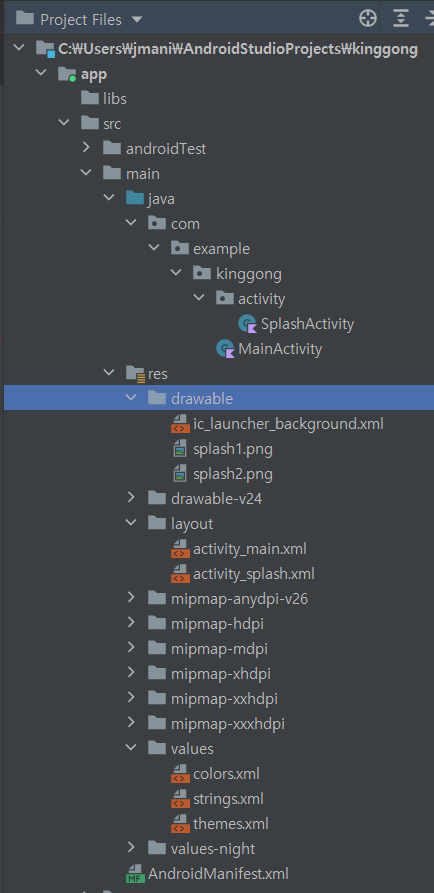 Project Files
C:₩Users₩jmani₩AndroidStudioProjects₩kinggong
app
libs
src
androidTest
main
java
com
example
kinggong
activity
SplashActivity
MainActivity
res
drawable
ic_launcher_background.xml
splash1.png
splash2.png
drawable-v24
layout
activity_main.xml
activity_splash.xml
mipmap-anydpi-v26
mipmap-hdpi
mipmap-mdpi
mipmap-xhdpi
mipmap-xxhdpi
mipmap-xxxhdpi
values
colors.xml
strings.xml
themes.xml
values-night
MF AndroidManifest.xml